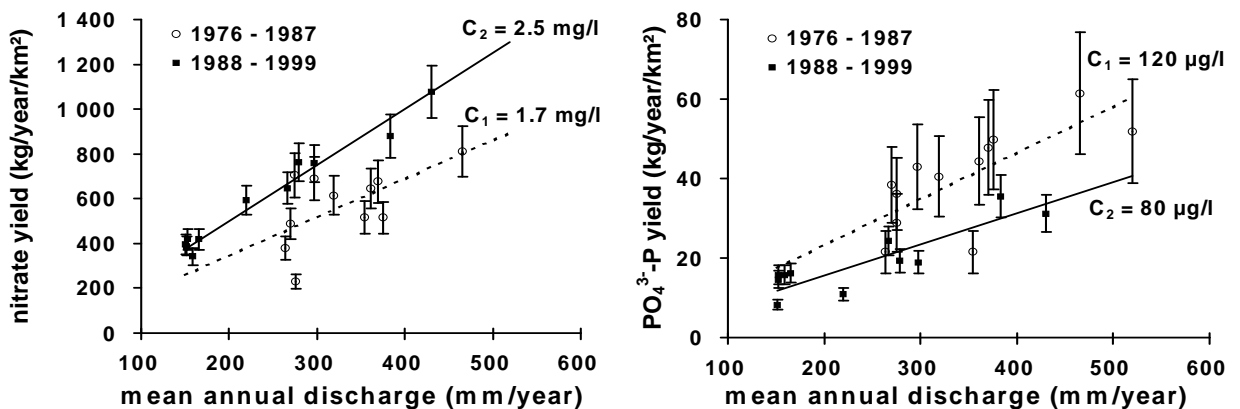 nitrate yield (kg/year/km²)
1 400
1 200
1 000
800
600
400
200
0
1976 - 1987
1988 - 1999
C₂ = 2.5 mg/l
C₁ = 1.7 mg/l
100 200 300 400 500 600
mean annual discharge (mm/year)
PO₄³⁻-P yield (kg/year/km²)
80
60
40
20
0
1976 - 1987
1988 - 1999
C₁ = 120 µg/l
C₂ = 80 µg/l
100 200 300 400 500 600
mean annual discharge (mm/year)